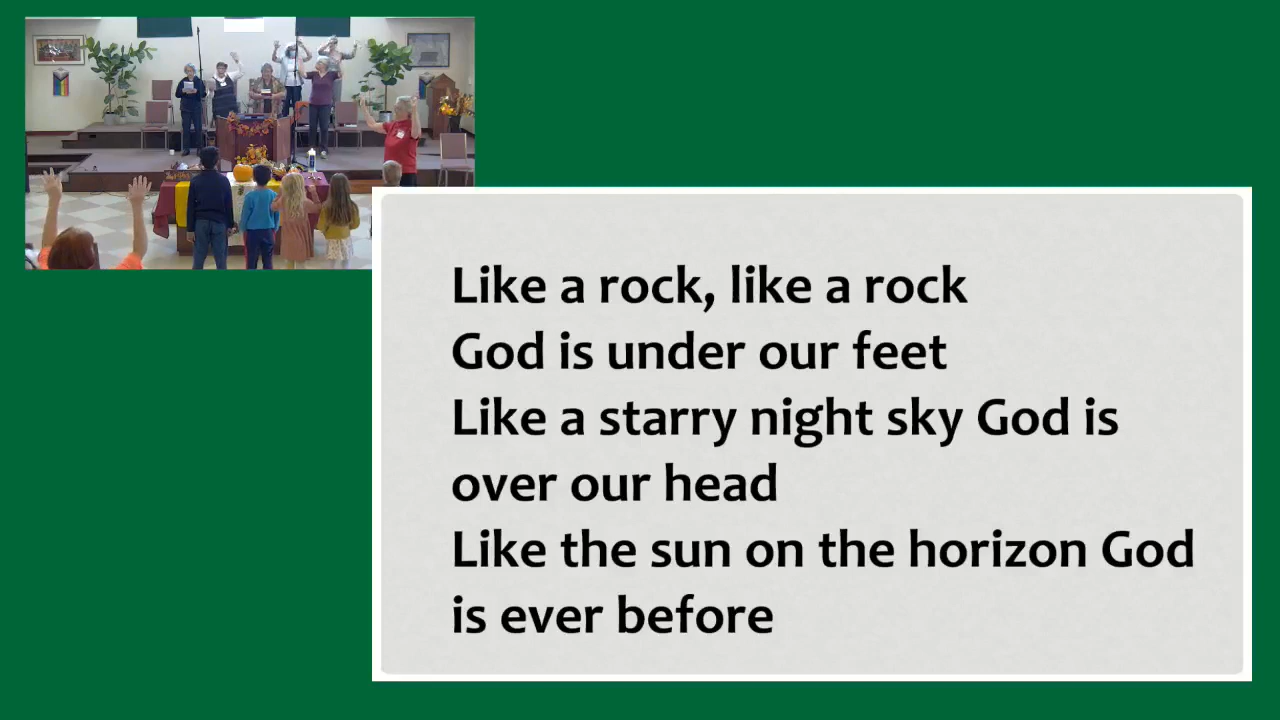 Like a rock, like a rock
God is under our feet
Like a starry night sky God is
over our head
Like the sun on the horizon God
is ever before